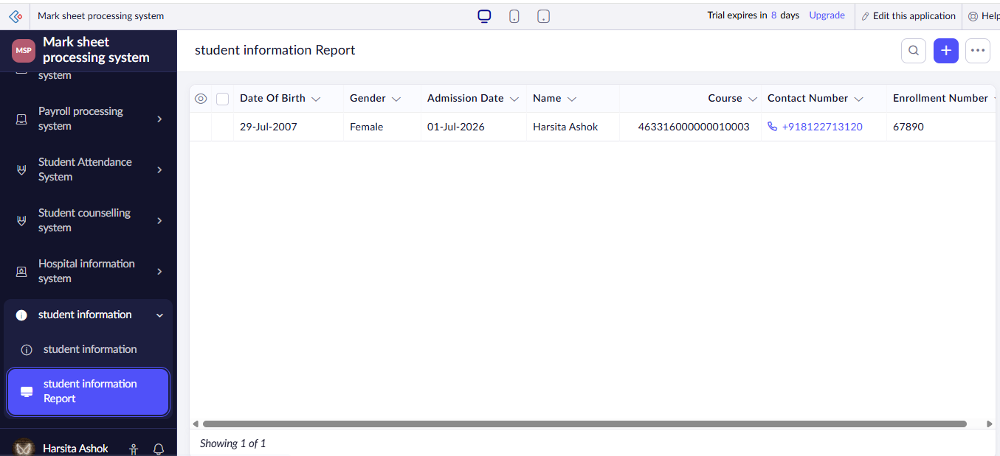 Mark sheet processing system
Trial expires in 8 days Upgrade
Edit this application
Help
MSP
Mark sheet
processing system
system
Payroll processing
system
Student Attendance
System
Student counselling
system
Hospital information
system
student information
student information
student information
Report
Harsita Ashok
student information Report
Date Of Birth Gender Admission Date Name Course Contact Number Enrollment Number
29-Jul-2007 Female 01-Jul-2026 Harsita Ashok 463316000000010003 +918122713120 67890
Showing 1 of 1